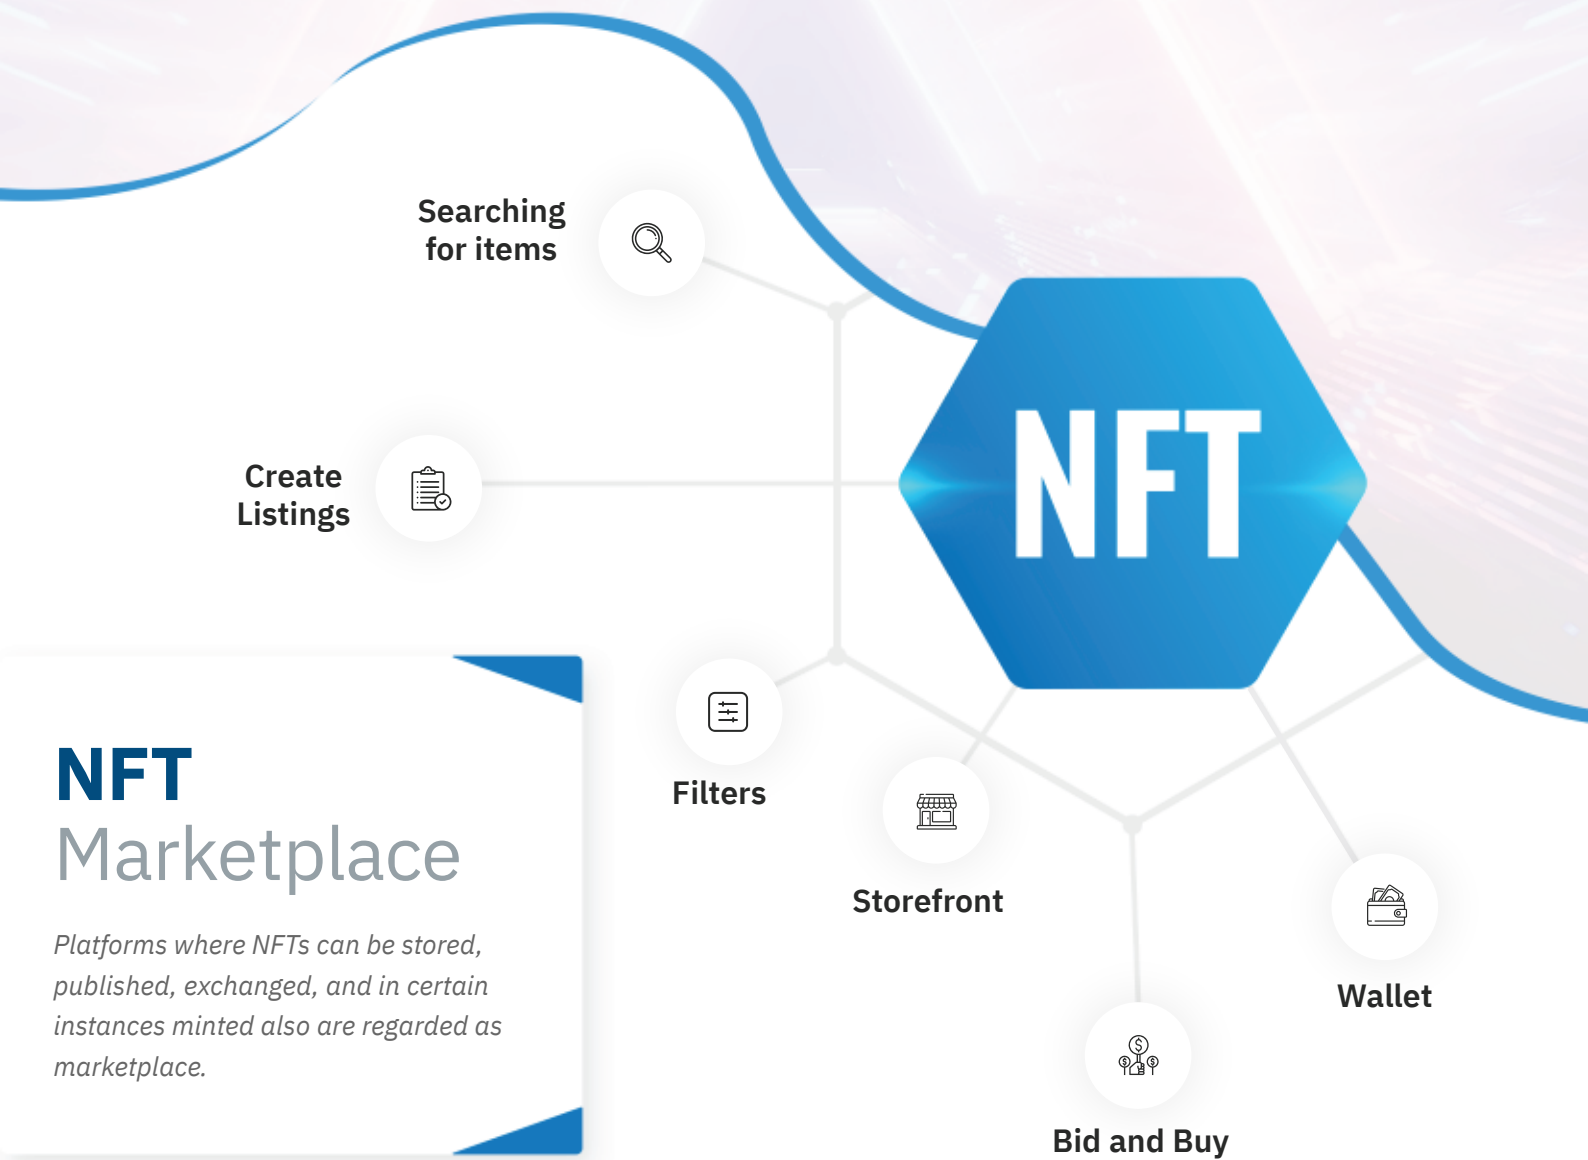 Searching
for items
NFT
Create
Listings
Filters
Storefront
Wallet
Bid and Buy
NFT
Marketplace
Platforms where NFTs can be stored,
published, exchanged, and in certain
instances minted also are regarded as
marketplace.